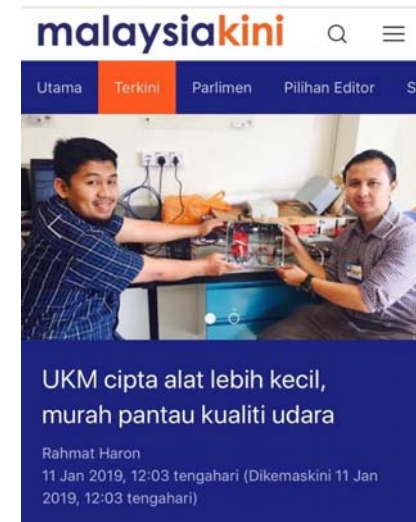 malaysiakini
Utama Terkini Parlimen Pilihan Editor S
UKM cipta alat lebih kecil,
murah pantau kualiti udara
Rahmat Haron
11 Jan 2019, 12:03 tengahari (Dikemaskini 11 Jan
2019, 12:03 tengahari)